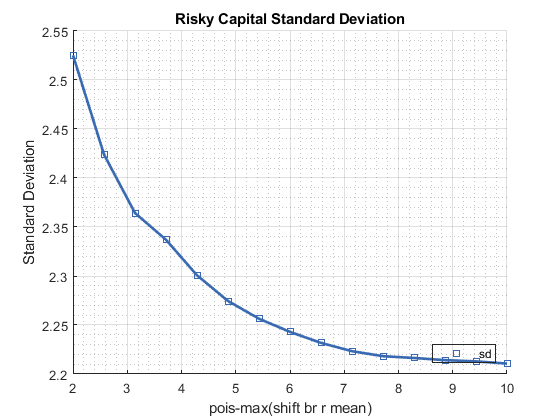 Risky Capital Standard Deviation
2.55
2.5
2.45
2.4
2.35
2.3
2.25
2.2
Standard Deviation
sd
2 3 4 5 6 7 8 9 10
pois-max(shift br r mean)